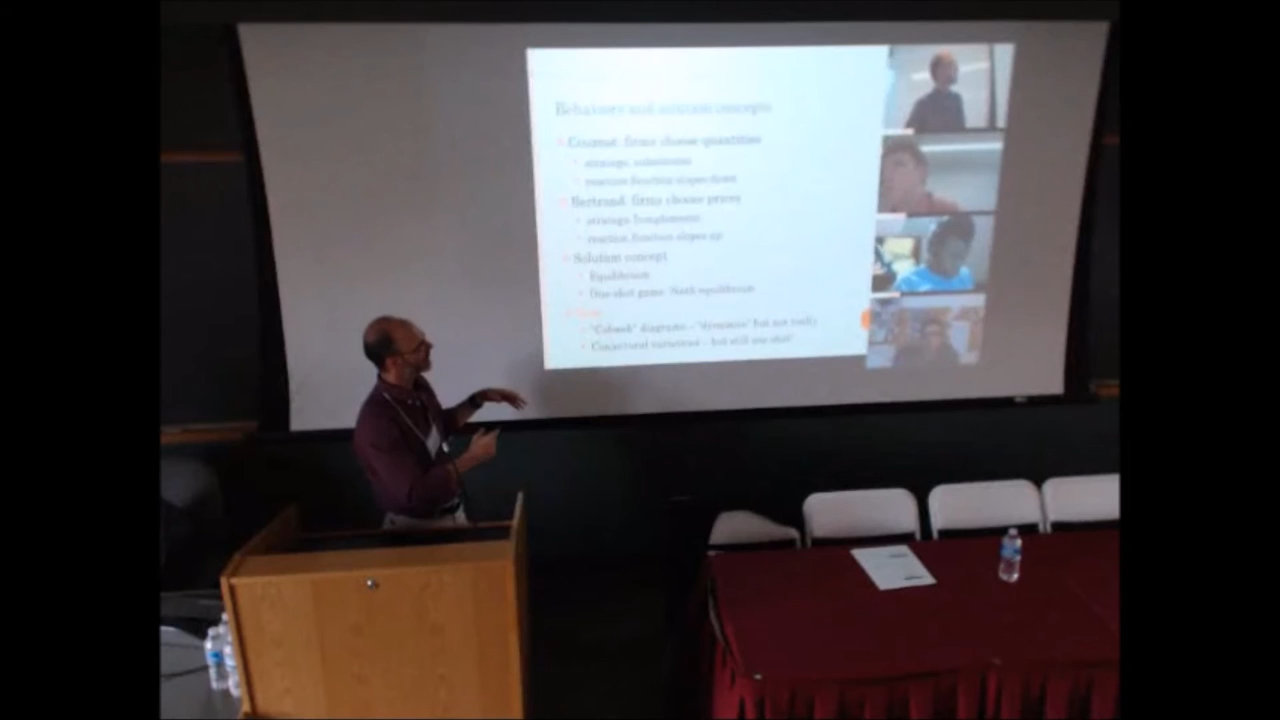 Behavior and solution concepts
Cournot: firms choose quantities
strategic substitutes
reaction function slopes down
Bertrand: firms choose prices
strategic complements
reaction function slopes up
Solution concept
Equilibrium
One-shot game: Nash equilibrium
"Cobweb" diagrams - "dynamics" but not really
Conjectural variations - but still one shot